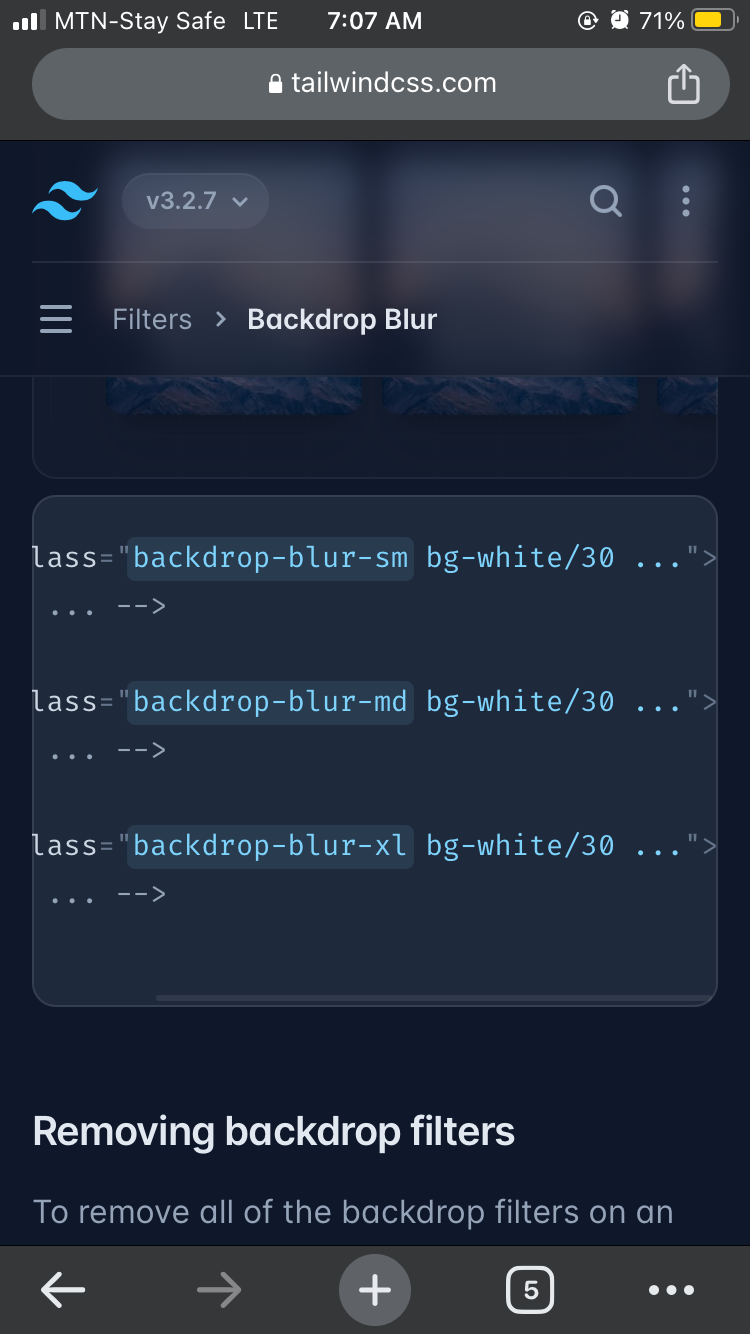 MTN-Stay Safe LTE 7:07 AM 71%
tailwindcss.com
v3.2.7
Filters > Backdrop Blur
lass="backdrop-blur-sm bg-white/30 ...">
... -->
lass="backdrop-blur-md bg-white/30 ...">
... -->
lass="backdrop-blur-xl bg-white/30 ...">
... -->
Removing backdrop filters
To remove all of the backdrop filters on an
5